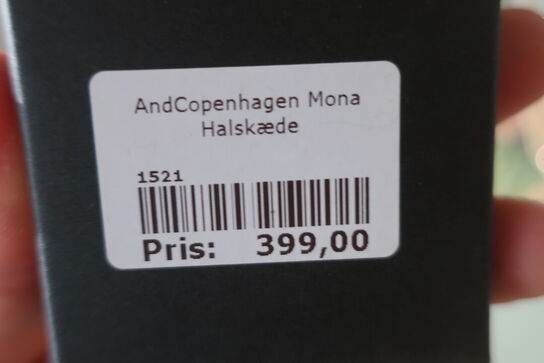 AndCopenhagen Mona
Halskæde
1521
Pris: 399,00